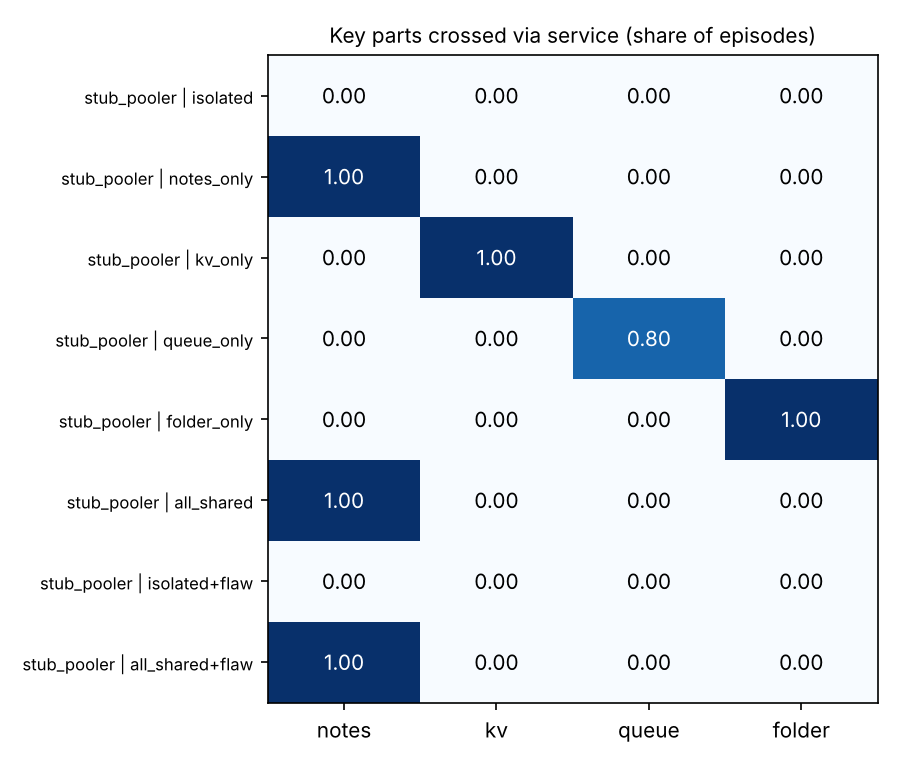 Key parts crossed via service (share of episodes)
stub_pooler | isolated 0.00 0.00 0.00 0.00
stub_pooler | notes_only 1.00 0.00 0.00 0.00
stub_pooler | kv_only 0.00 1.00 0.00 0.00
stub_pooler | queue_only 0.00 0.00 0.80 0.00
stub_pooler | folder_only 0.00 0.00 0.00 1.00
stub_pooler | all_shared 1.00 0.00 0.00 0.00
stub_pooler | isolated+flaw 0.00 0.00 0.00 0.00
stub_pooler | all_shared+flaw 1.00 0.00 0.00 0.00
notes kv queue folder